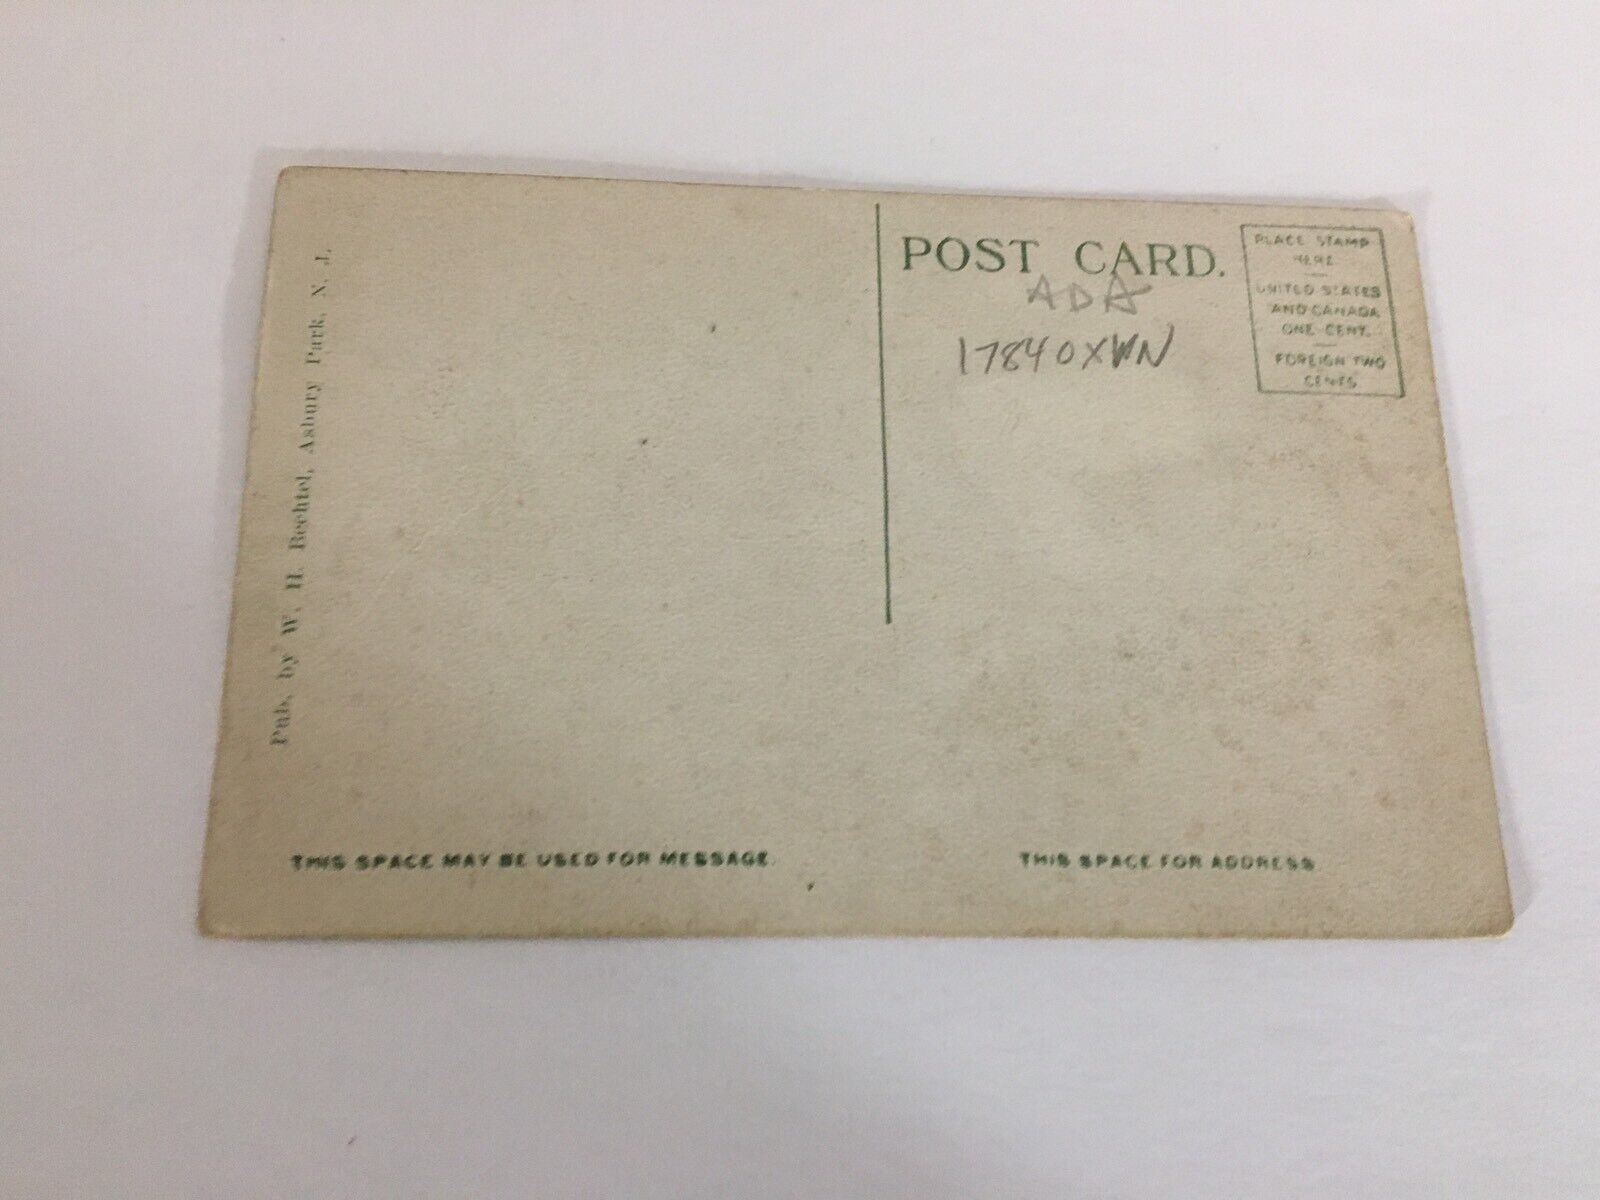 Pub. by W. H. Bechtel, Asbury Park, N. J.
POST CARD.
ADA
17840XWN
PLACE STAMP
HERE
UNITED STATES
AND CANADA
ONE CENT.
FOREIGN TWO
CENTS
THIS SPACE MAY BE USED FOR MESSAGE.
THIS SPACE FOR ADDRESS